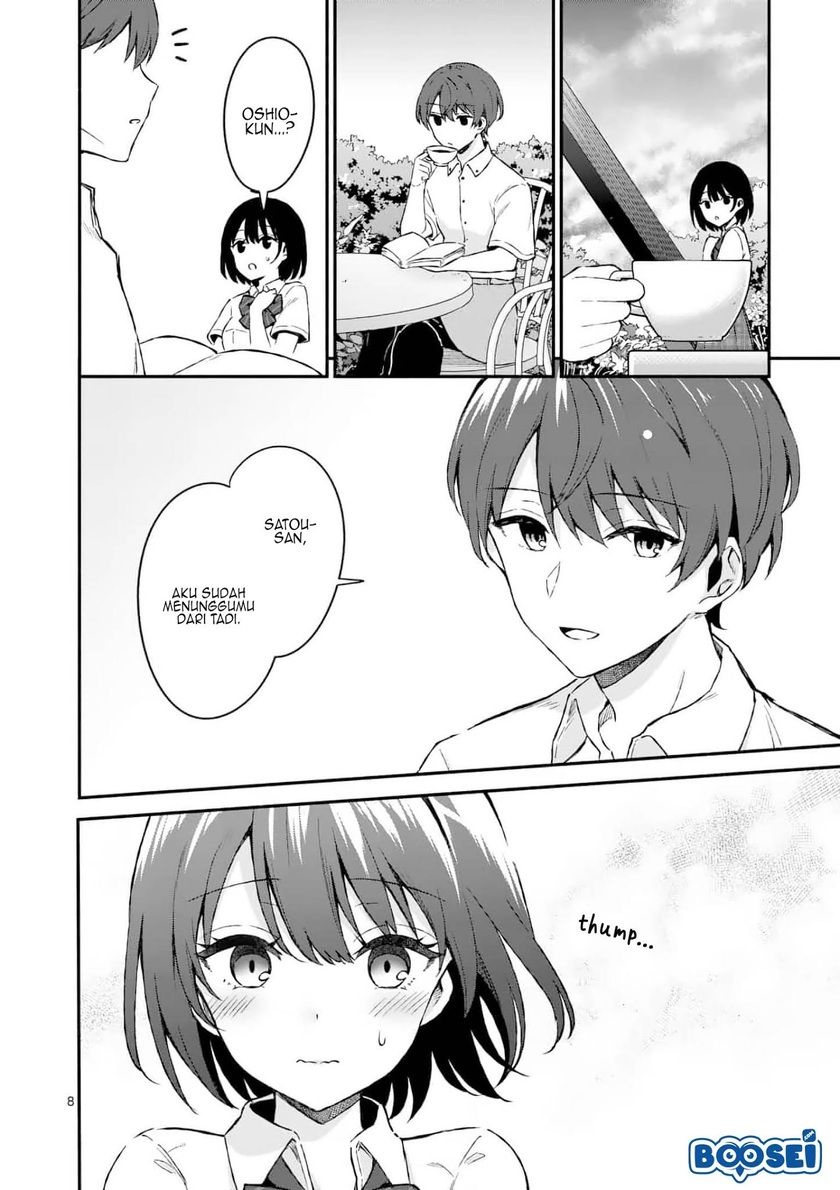 OSHIO-
KUN...?
SATOU-
SAN,
AKU SUDAH
MENUNGGUMU
DARI TADI.
thump...
8
BOOSEI